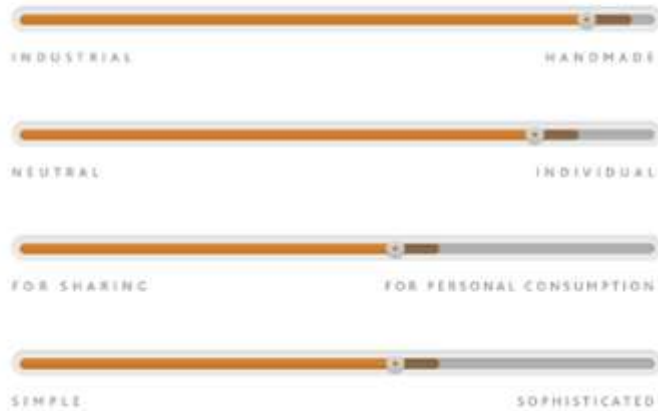 INDUSTRIAL HANDMADE
NEUTRAL INDIVIDUAL
FOR SHARING FOR PERSONAL CONSUMPTION
SIMPLE SOPHISTICATED